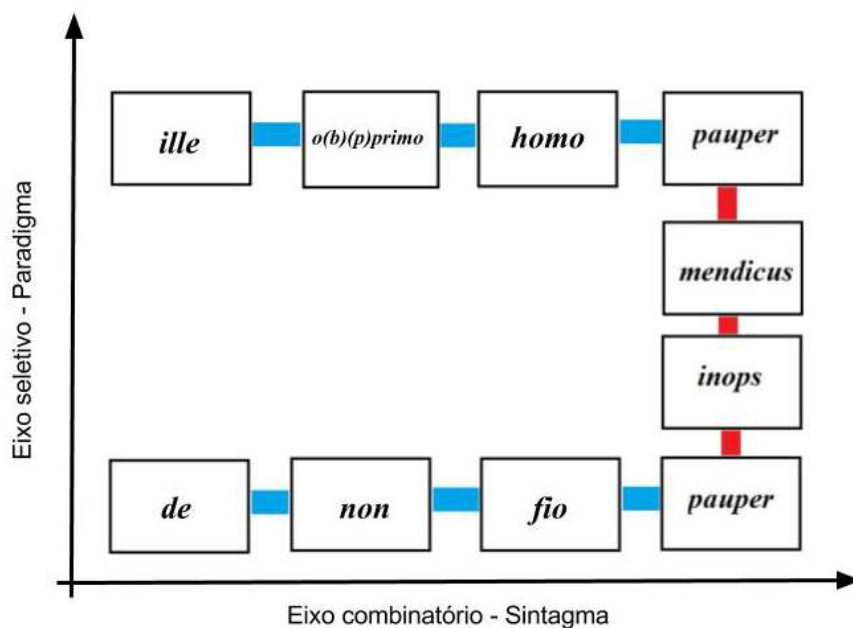 Eixo seletivo - Paradigma
ille o(b)(p)primo homo pauper
mendicus
inops
de non fio pauper
Eixo combinatório - Sintagma